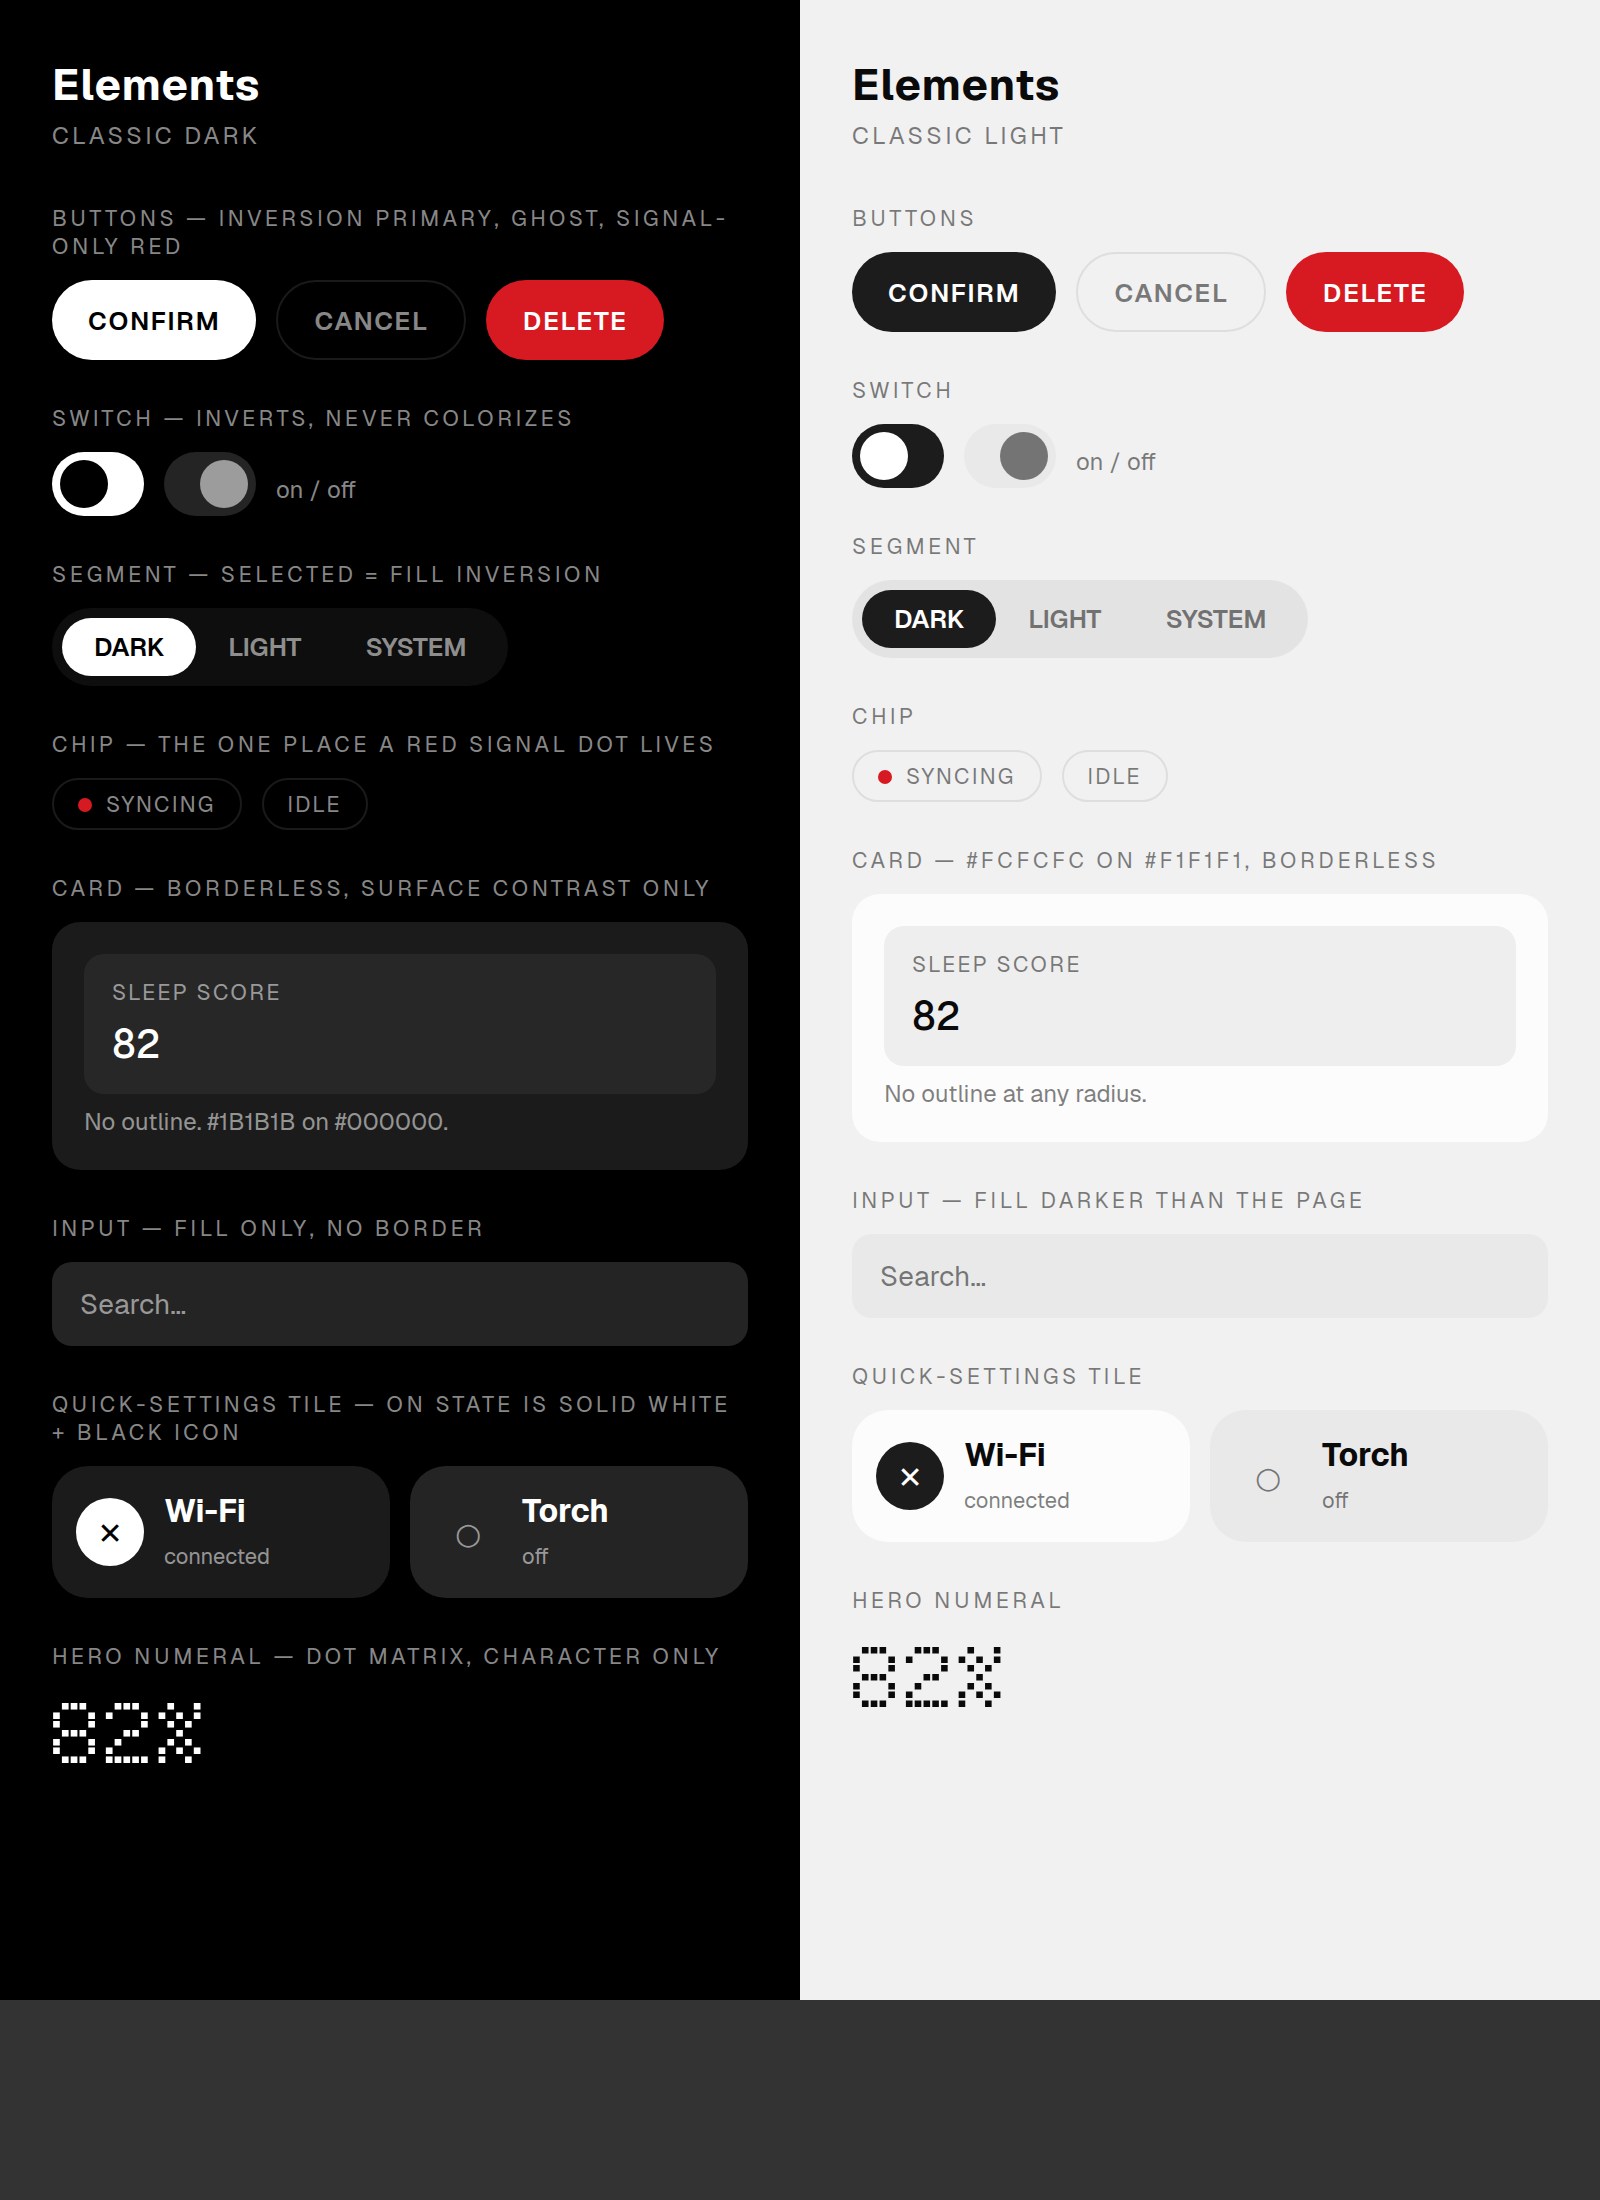 Elements
CLASSIC DARK
BUTTONS — INVERSION PRIMARY, GHOST, SIGNAL-
ONLY RED
CONFIRM CANCEL DELETE
SWITCH — INVERTS, NEVER COLORIZES
on / off
SEGMENT — SELECTED = FILL INVERSION
DARK LIGHT SYSTEM
CHIP — THE ONE PLACE A RED SIGNAL DOT LIVES
SYNCING IDLE
CARD — BORDERLESS, SURFACE CONTRAST ONLY
SLEEP SCORE
82
No outline. #1B1B1B on #000000.
INPUT — FILL ONLY, NO BORDER
Search...
QUICK-SETTINGS TILE — ON STATE IS SOLID WHITE
+ BLACK ICON
Wi-Fi Torch
connected off
HERO NUMERAL — DOT MATRIX, CHARACTER ONLY
82%
Elements
CLASSIC LIGHT
BUTTONS
CONFIRM CANCEL DELETE
SWITCH
on / off
SEGMENT
DARK LIGHT SYSTEM
CHIP
SYNCING IDLE
CARD — #FCFCFC ON #F1F1F1, BORDERLESS
SLEEP SCORE
82
No outline at any radius.
INPUT — FILL DARKER THAN THE PAGE
Search...
QUICK-SETTINGS TILE
Wi-Fi Torch
connected off
HERO NUMERAL
82%